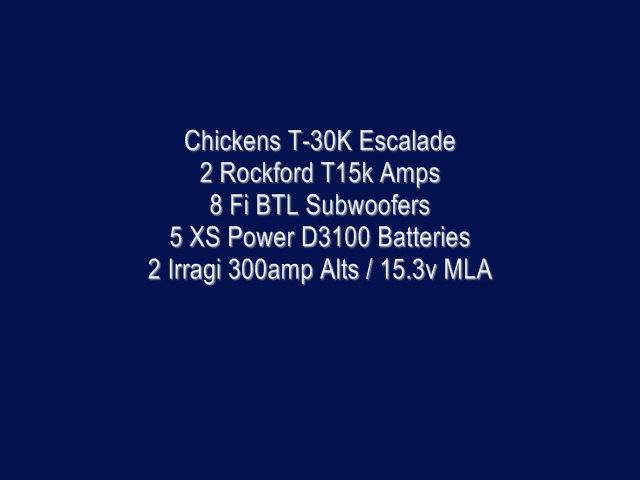 Chickens T-30K Escalade
2 Rockford T15k Amps
8 Fi BTL Subwoofers
5 XS Power D3100 Batteries
2 Irragi 300amp Alts / 15.3v MLA